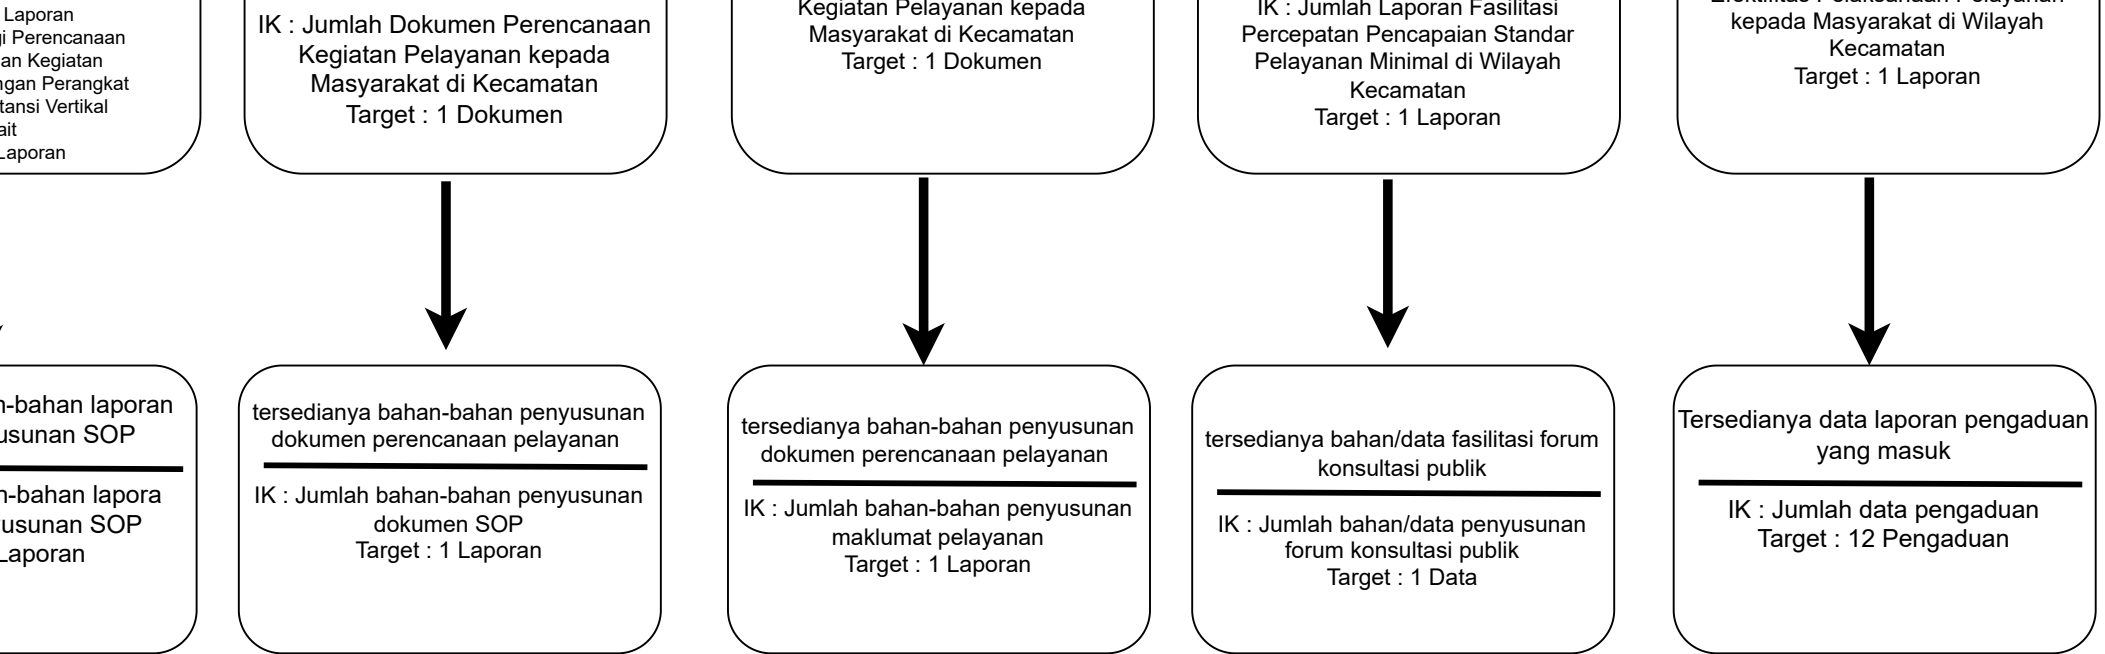 Laporan
Perencanaan
Kegiatan
Perangkat
Vertikal
Laporan
IK : Jumlah Dokumen Perencanaan
Kegiatan Pelayanan kepada
Masyarakat di Kecamatan
Target : 1 Dokumen
Kegiatan Pelayanan kepada
Masyarakat di Kecamatan
Target : 1 Dokumen
IK : Jumlah Laporan Fasilitasi
Percepatan Pencapaian Standar
Pelayanan Minimal di Wilayah
Kecamatan
Target : 1 Laporan
Efektifitas Pelaksanaan Pelayanan
kepada Masyarakat di Wilayah
Kecamatan
Target : 1 Laporan
n-bahan laporan
usunan SOP
n-bahan lapora
usunan SOP
Laporan
tersedianya bahan-bahan penyusunan
dokumen perencanaan pelayanan
IK : Jumlah bahan-bahan penyusunan
dokumen SOP
Target : 1 Laporan
tersedianya bahan-bahan penyusunan
dokumen perencanaan pelayanan
IK : Jumlah bahan-bahan penyusunan
maklumat pelayanan
Target : 1 Laporan
tersedianya bahan/data fasilitasi forum
konsultasi publik
IK : Jumlah bahan/data penyusunan
forum konsultasi publik
Target : 1 Data
Tersedianya data laporan pengaduan
yang masuk
IK : Jumlah data pengaduan
Target : 12 Pengaduan